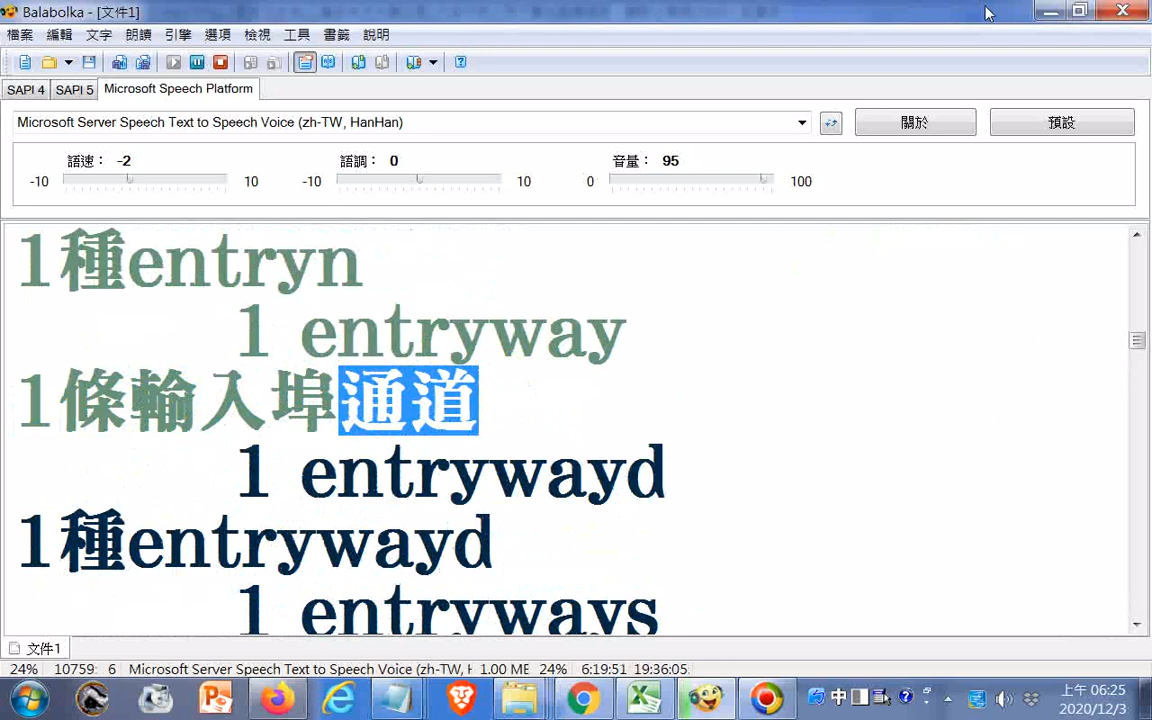 Balabolka - [文件1]
檔案 編輯 文字 朗讀 引擎 選項 檢視 工具 書籤 說明
SAPI 4 SAPI 5 Microsoft Speech Platform
Microsoft Server Speech Text to Speech Voice (zh-TW, HanHan) 關於 預設
語速： -2 語調： 0 音量： 95
-10 10 -10 10 0 100
1種entryn
1 entryway
1條輸入埠通道
1 entrywayd
1種entrywayd
1 entryways
文件1
24% 10759: 6 Microsoft Server Speech Text to Speech Voice (zh-TW, H 1.00 ME 24% 6:19:51 19:36:05
中 上午 06:25
2020/12/3